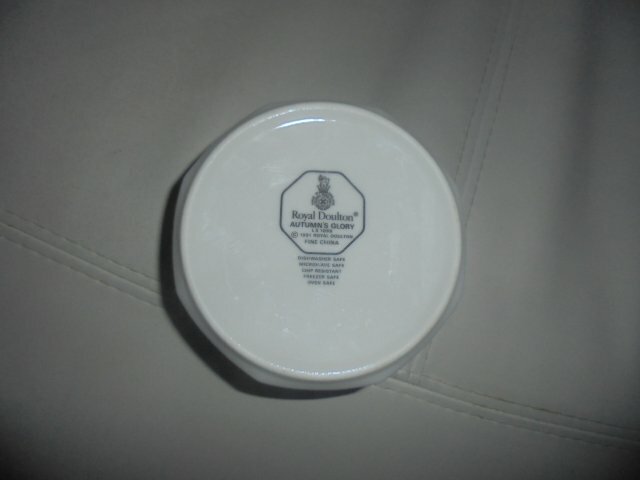 Royal Doulton®
AUTUMN'S GLORY
L.S 1086
© 1991 ROYAL DOULTON
FINE CHINA
DISHWASHER SAFE
MICROWAVE SAFE
CHIP RESISTANT
FREEZER SAFE
OVEN SAFE